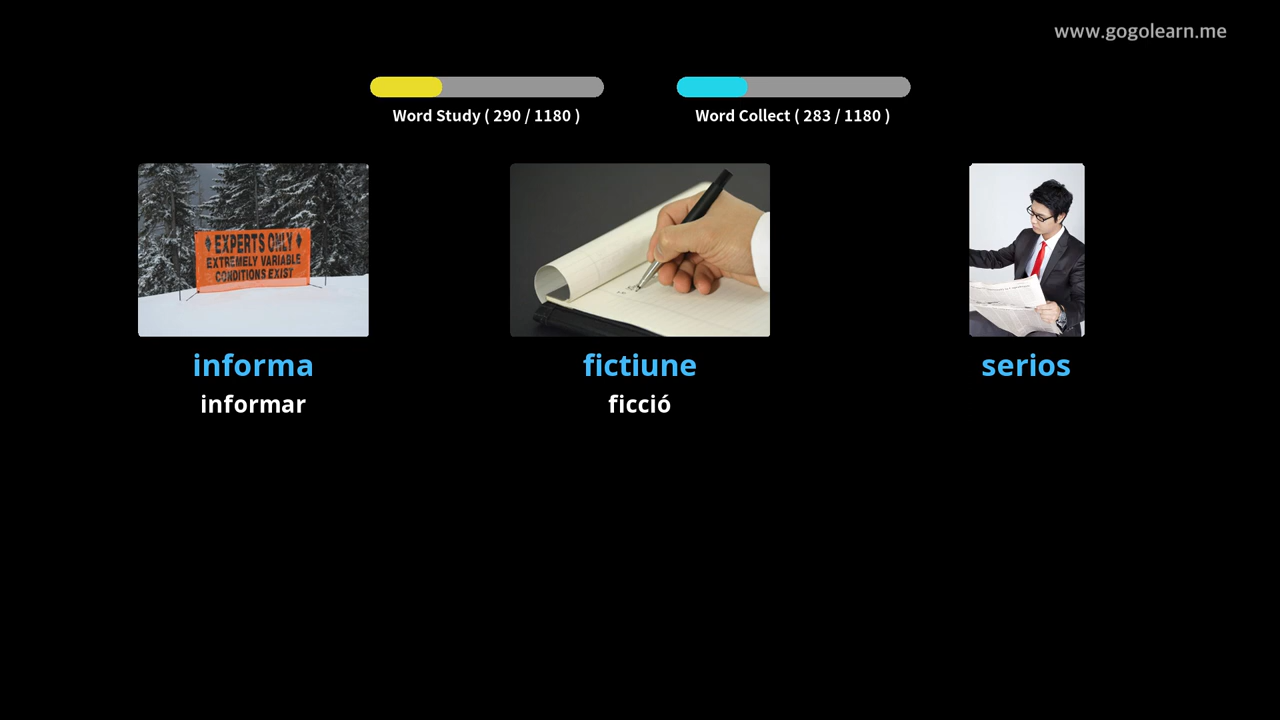 www.gogolearn.me
Word Study ( 290 / 1180 )
Word Collect ( 283 / 1180 )
EXPERTS ONLY
EXTREMELY VARIABLE
CONDITIONS EXIST
informa
fictiune
serios
informar
ficció